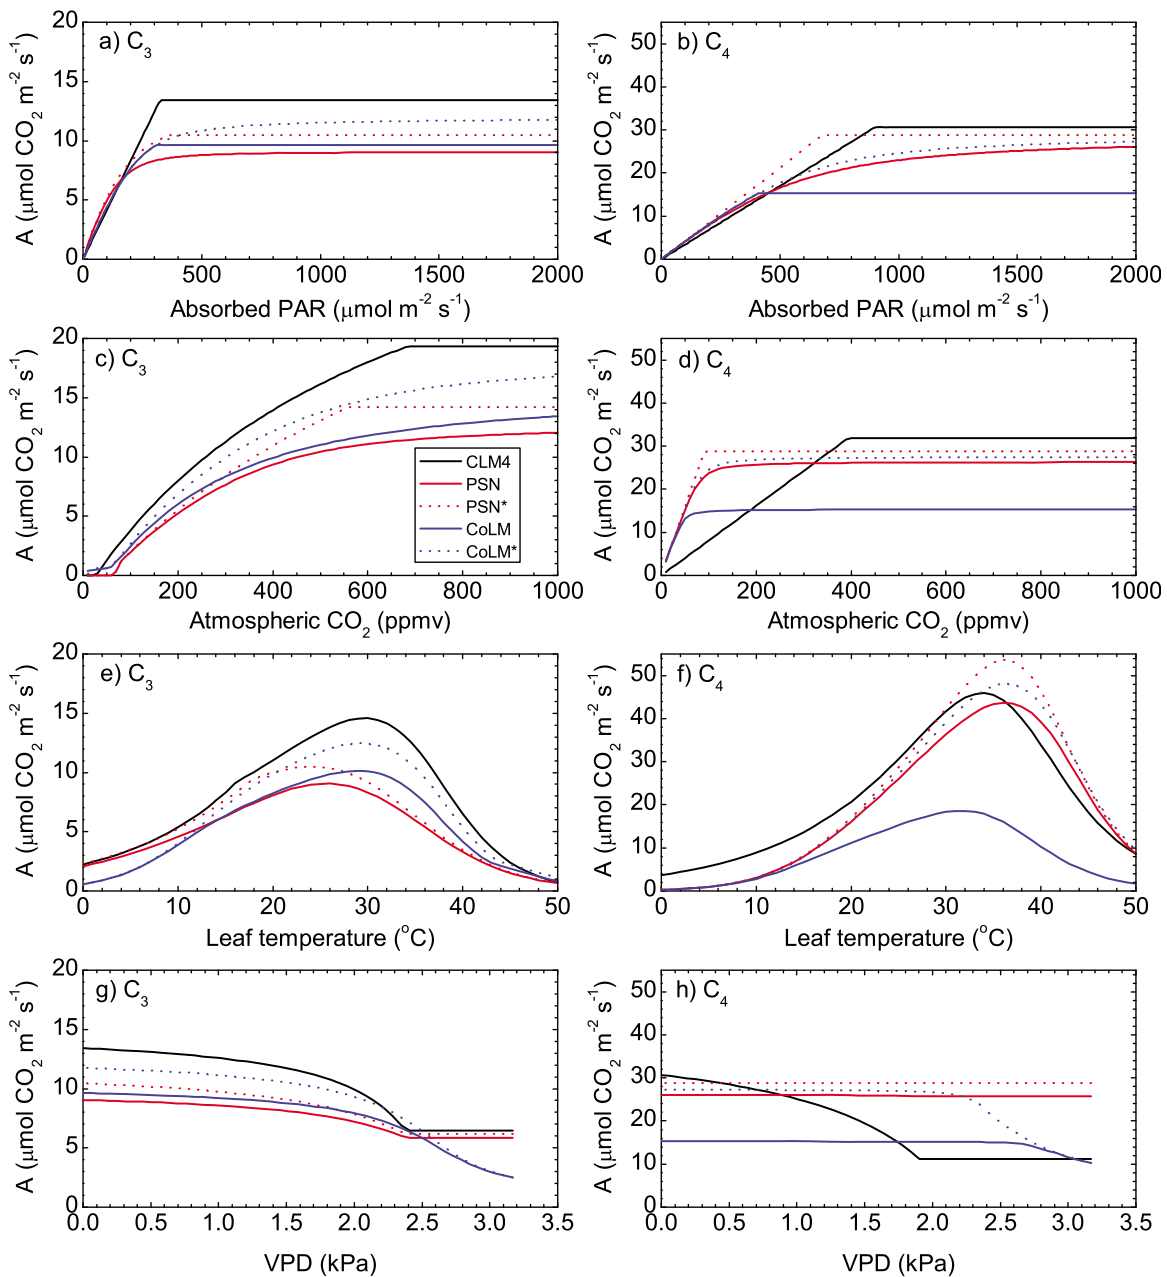 a) C3
A (μmol CO2 m-2 s-1)
20
15
10
5
0
0 500 1000 1500 2000
Absorbed PAR (μmol m-2 s-1)
b) C4
A (μmol CO2 m-2 s-1)
50
40
30
20
10
0
0 500 1000 1500 2000
Absorbed PAR (μmol m-2 s-1)
c) C3
A (μmol CO2 m-2 s-1)
20
15
10
5
0
CLM4
PSN
PSN*
CoLM
CoLM*
0 200 400 600 800 1000
Atmospheric CO2 (ppmv)
d) C4
A (μmol CO2 m-2 s-1)
50
40
30
20
10
0
0 200 400 600 800 1000
Atmospheric CO2 (ppmv)
e) C3
A (μmol CO2 m-2 s-1)
20
15
10
5
0
0 10 20 30 40 50
Leaf temperature (oC)
f) C4
A (μmol CO2 m-2 s-1)
50
40
30
20
10
0
0 10 20 30 40 50
Leaf temperature (oC)
g) C3
A (μmol CO2 m-2 s-1)
20
15
10
5
0
0.0 0.5 1.0 1.5 2.0 2.5 3.0 3.5
VPD (kPa)
h) C4
A (μmol CO2 m-2 s-1)
50
40
30
20
10
0
0.0 0.5 1.0 1.5 2.0 2.5 3.0 3.5
VPD (kPa)